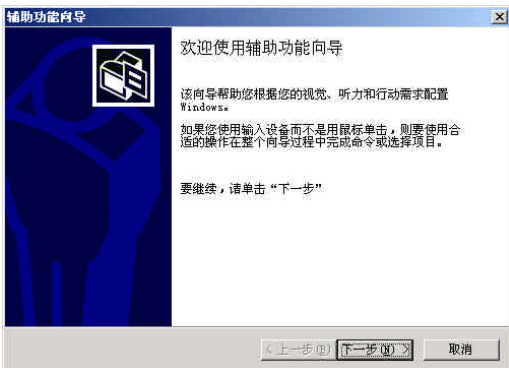 辅助功能向导
欢迎使用辅助功能向导
该向导帮助您根据您的视觉、听力和行动需求配置
Windows。
如果您使用输入设备而不是用鼠标单击，则要使用合
适的操作在整个向导过程中完成命令或选择项目。
要继续，请单击“下一步”
<上一步(B) 下一步(N) > 取消